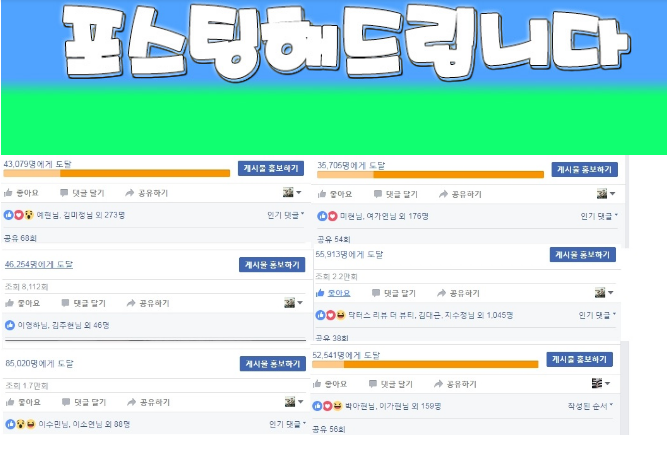 포스팅해드립니다
43,079명에게 도달
게시물 홍보하기
좋아요 댓글 달기 공유하기
예현님, 김미정님 외 273명
인기 댓글
공유 68회
35,705명에게 도달
게시물 홍보하기
좋아요 댓글 달기 공유하기
미현님, 여가연님 외 176명
인기 댓글
공유 54회
46,254명에게 도달
게시물 홍보하기
조회 8,112회
좋아요 댓글 달기 공유하기
이영하님, 김주현님 외 46명
55,913명에게 도달
게시물 홍보하기
조회 2.2만회
좋아요 댓글 달기 공유하기
닥터스 리뷰 더 뷰티, 김대근, 지수정님 외 1,045명
인기 댓글
공유 38회
85,020명에게 도달
게시물 홍보하기
조회 1.7만회
좋아요 댓글 달기 공유하기
이수민님, 이소연님 외 88명
인기 댓글
52,541명에게 도달
게시물 홍보하기
좋아요 댓글 달기 공유하기
박아현님, 이가현님 외 159명
작성된 순서
공유 56회